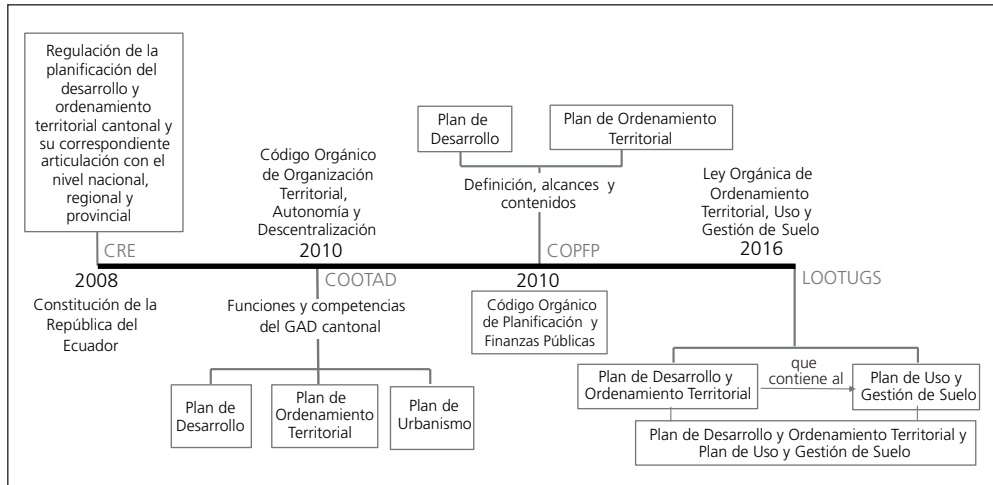 Regulación de la
planificación del
desarrollo y
ordenamiento
territorial cantonal y
su correspondiente
articulación con el
nivel nacional,
regional y
provincial
CRE
2008
Constitución de la
República del
Ecuador
Código Orgánico
de Organización
Territorial,
Autonomía y
Descentralización
2010
COOTAD
Funciones y competencias
del GAD cantonal
Plan de
Desarrollo
Plan de
Ordenamiento
Territorial
Plan de
Urbanismo
Plan de
Desarrollo
Plan de Ordenamiento
Territorial
Definición, alcances y
contenidos
COPFP
2010
Código Orgánico
de Planificación y
Finanzas Públicas
Ley Orgánica de
Ordenamiento
Territorial, Uso y
Gestión de Suelo
2016
LOOTUGS
Plan de Desarrollo y
Ordenamiento Territorial
que
contiene al
Plan de Uso y
Gestión de Suelo
Plan de Desarrollo y Ordenamiento Territorial y
Plan de Uso y Gestión de Suelo